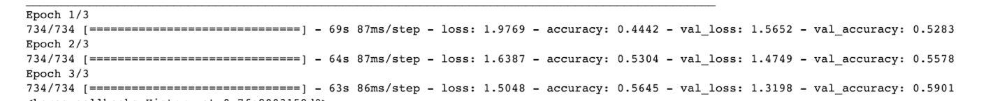 Epoch 1/3
734/734 [==============================] - 69s 87ms/step - loss: 1.9769 - accuracy: 0.4442 - val_loss: 1.5652 - val_accuracy: 0.5283
Epoch 2/3
734/734 [==============================] - 64s 87ms/step - loss: 1.6387 - accuracy: 0.5304 - val_loss: 1.4749 - val_accuracy: 0.5578
Epoch 3/3
734/734 [==============================] - 63s 86ms/step - loss: 1.5048 - accuracy: 0.5645 - val_loss: 1.3198 - val_accuracy: 0.5901